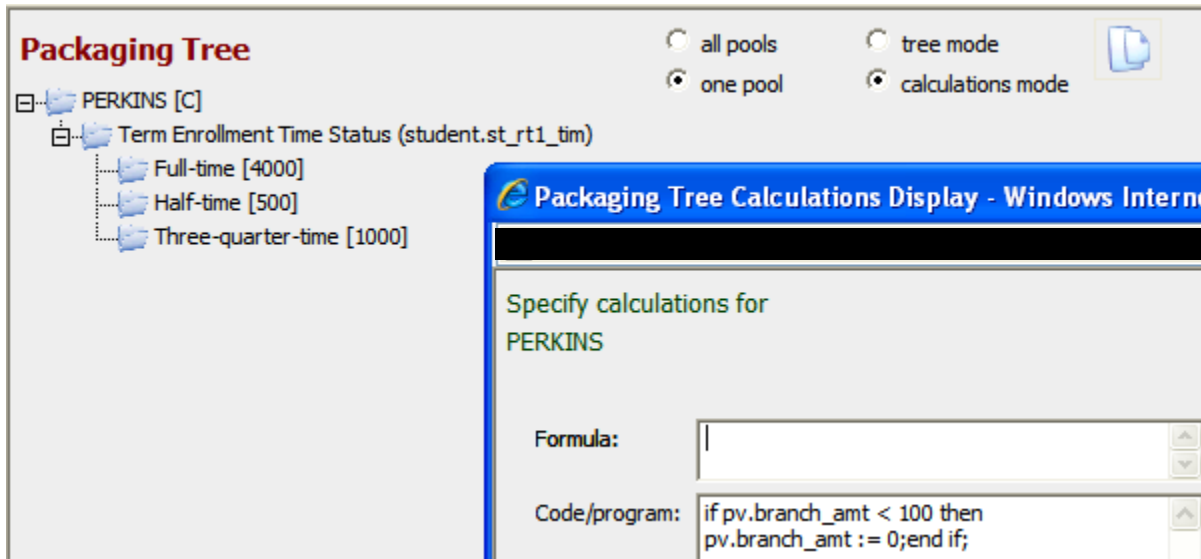 Packaging Tree
all pools
tree mode
one pool
calculations mode
PERKINS [C]
Term Enrollment Time Status (student.st_rt1_tim)
Full-time [4000]
Half-time [500]
Three-quarter-time [1000]
Packaging Tree Calculations Display - Windows Interne
Specify calculations for
PERKINS
Formula:
Code/program:
if pv.branch_amt < 100 then
pv.branch_amt := 0;end if;